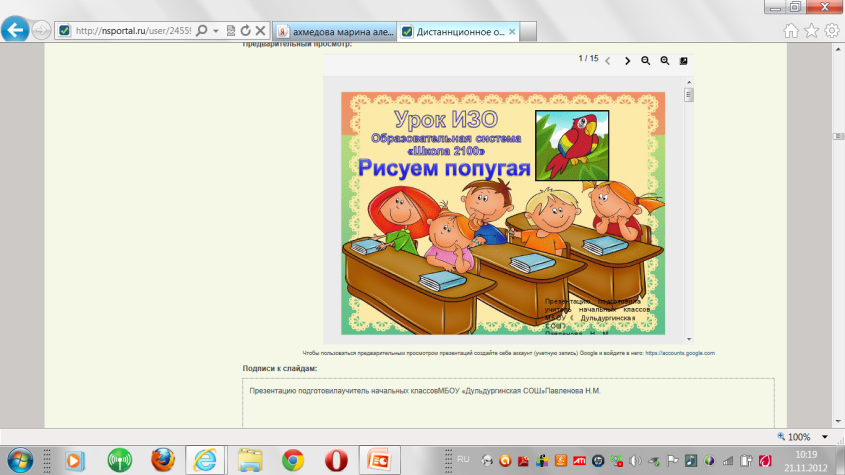 http://nsportal.ru/user/2455
ахмедова марина але...
Дистаннционное о...
Предварительный просмотр:
1 / 15
Урок ИЗО
Образовательная система
«Школа 2100»
Рисуем попугая
Презентацию подготовила
учитель начальных классов
МБОУ « Дульдургинская
СОШ»
Павленова Н. М.
Чтобы пользоваться предварительным просмотром презентаций создайте себе аккаунт (учетную запись) Google и войдите в него: https://accounts.google.com
Подписи к слайдам:
Презентацию подготовилаучитель начальных классовМБОУ «Дульдургинская СОШ»Павленова Н.М.
100%
RU
10:19
21.11.2012